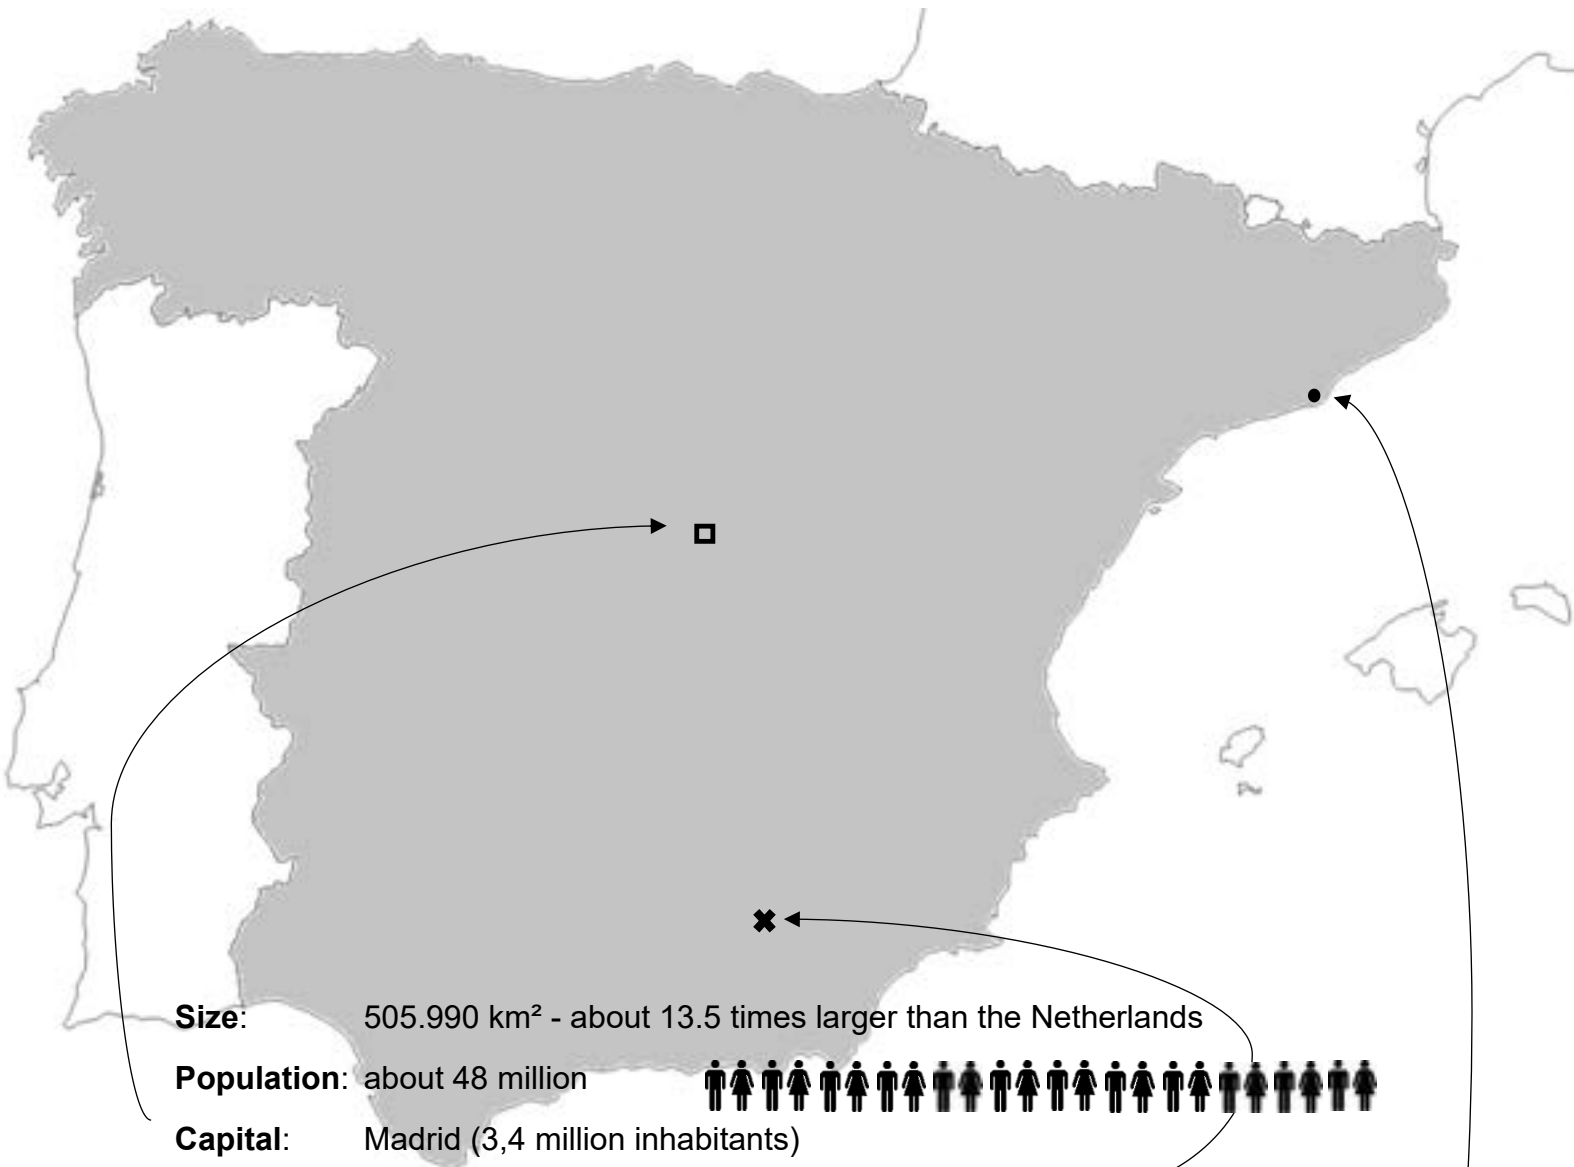 Size: 505.990 km² - about 13.5 times larger than the Netherlands
Population: about 48 million
Capital: Madrid (3,4 million inhabitants)